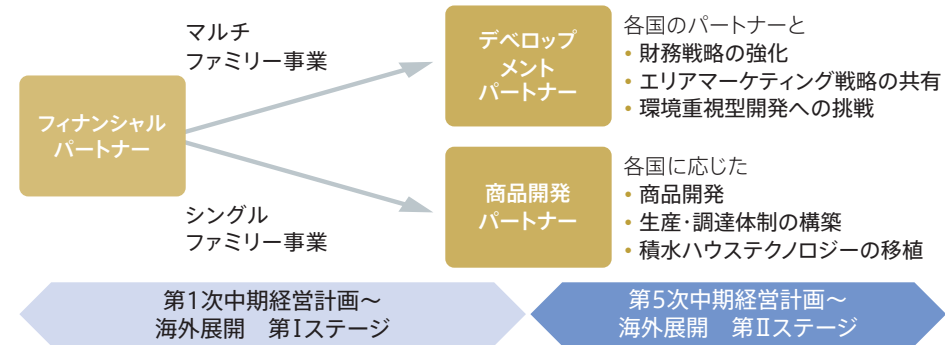 マルチ
ファミリー事業
フィナンシャル
パートナー
シングル
ファミリー事業
デベロップ
メント
パートナー
各国のパートナーと
• 財務戦略の強化
• エリアマーケティング戦略の共有
• 環境重視型開発への挑戦
商品開発
パートナー
各国に応じた
• 商品開発
• 生産・調達体制の構築
• 積水ハウステクノロジーの移植
第1次中期経営計画～
海外展開　第Ⅰステージ
第5次中期経営計画～
海外展開　第Ⅱステージ